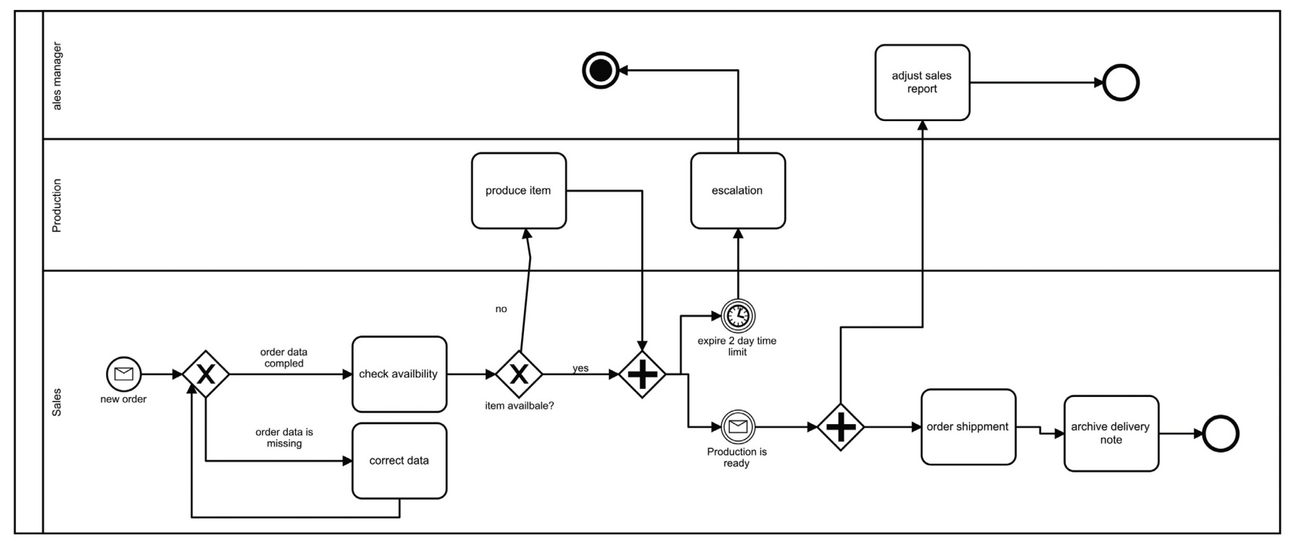 ales manager
adjust sales
report
Production
produce item
escalation
Sales
no
expire 2 day time
limit
new order
order data
compled
check availbility
item availbale?
yes
order data is
missing
correct data
Production is
ready
order shippment
archive delivery
note